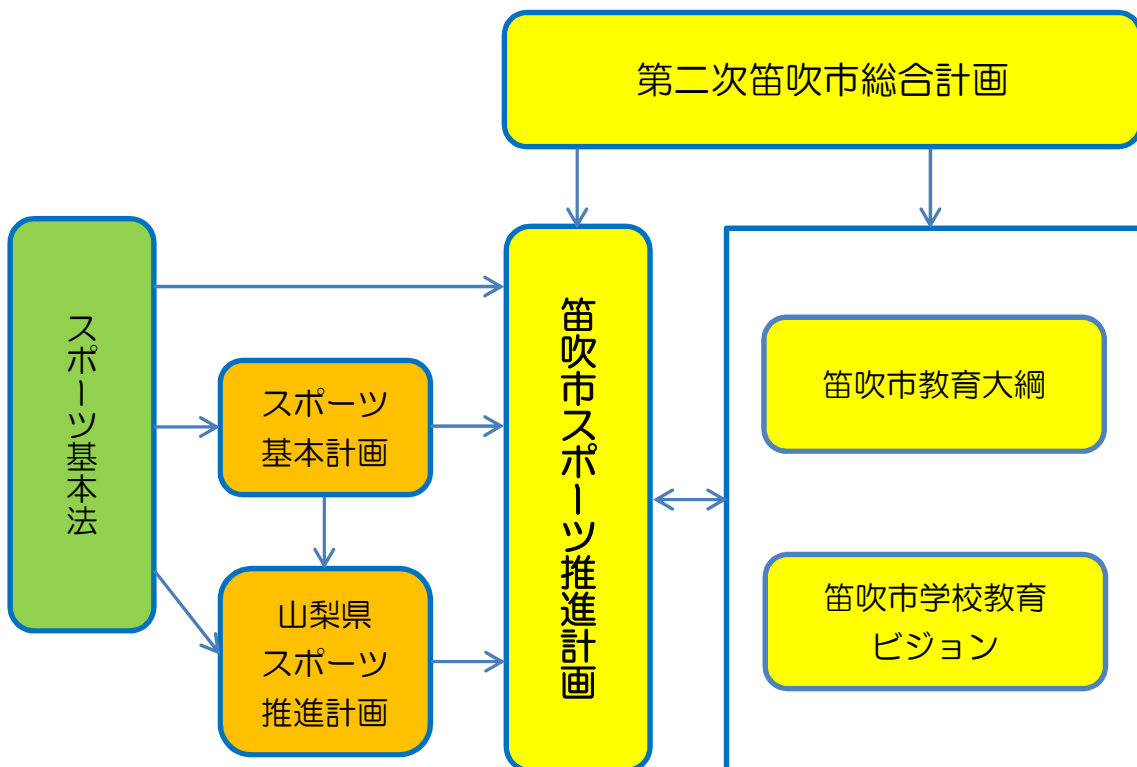 第二次笛吹市総合計画
スポーツ基本法
スポーツ
基本計画
山梨県
スポーツ
推進計画
笛吹市スポーツ推進計画
笛吹市教育大綱
笛吹市学校教育
ビジョン